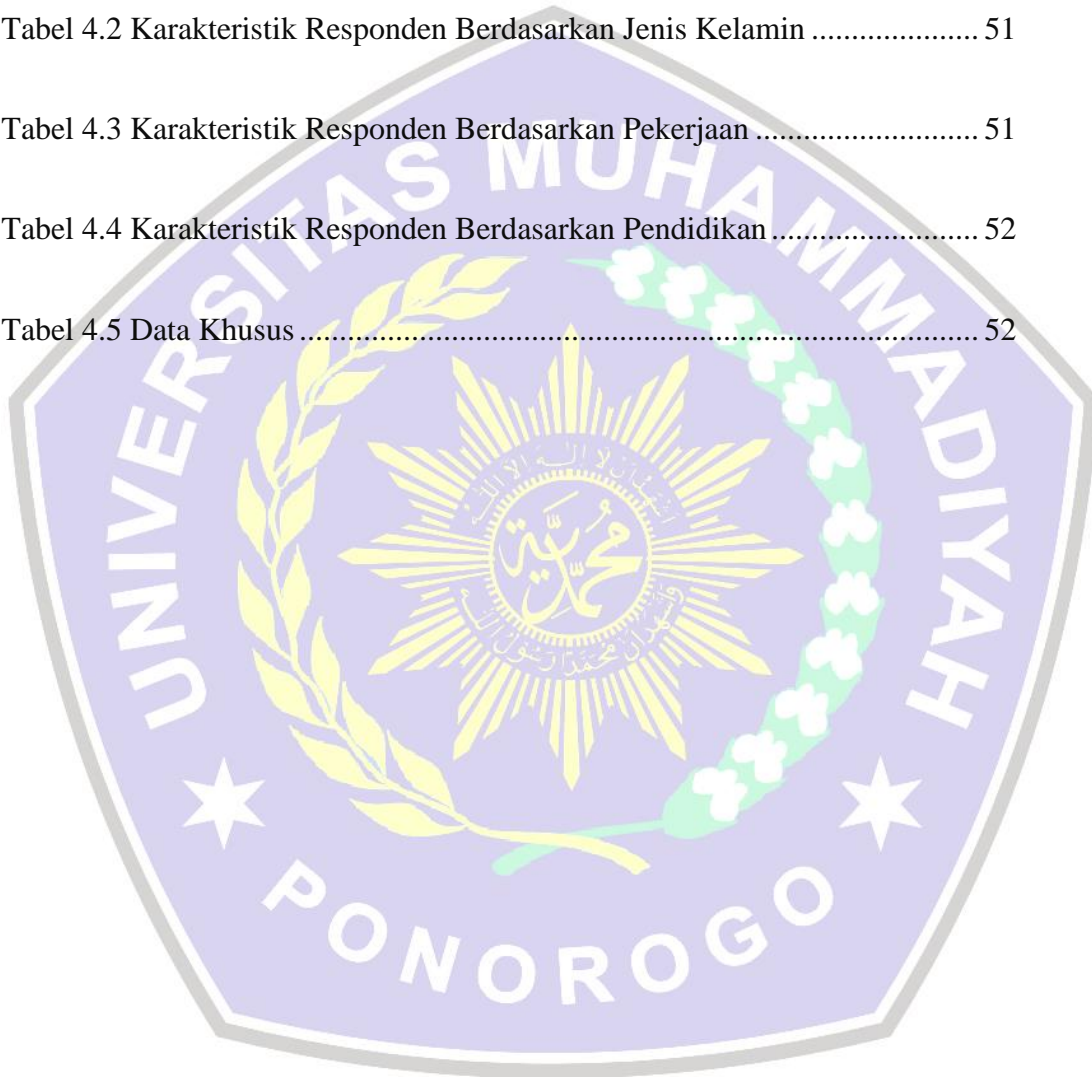 Tabel 4.2 Karakteristik Responden Berdasarkan Jenis Kelamin ..................... 51
Tabel 4.3 Karakteristik Responden Berdasarkan Pekerjaan ............................ 51
Tabel 4.4 Karakteristik Responden Berdasarkan Pendidikan .......................... 52
Tabel 4.5 Data Khusus ...................................................................................... 52
UNIVERSITAS MUHAMMADIYAH
محمدية
PONOROGO